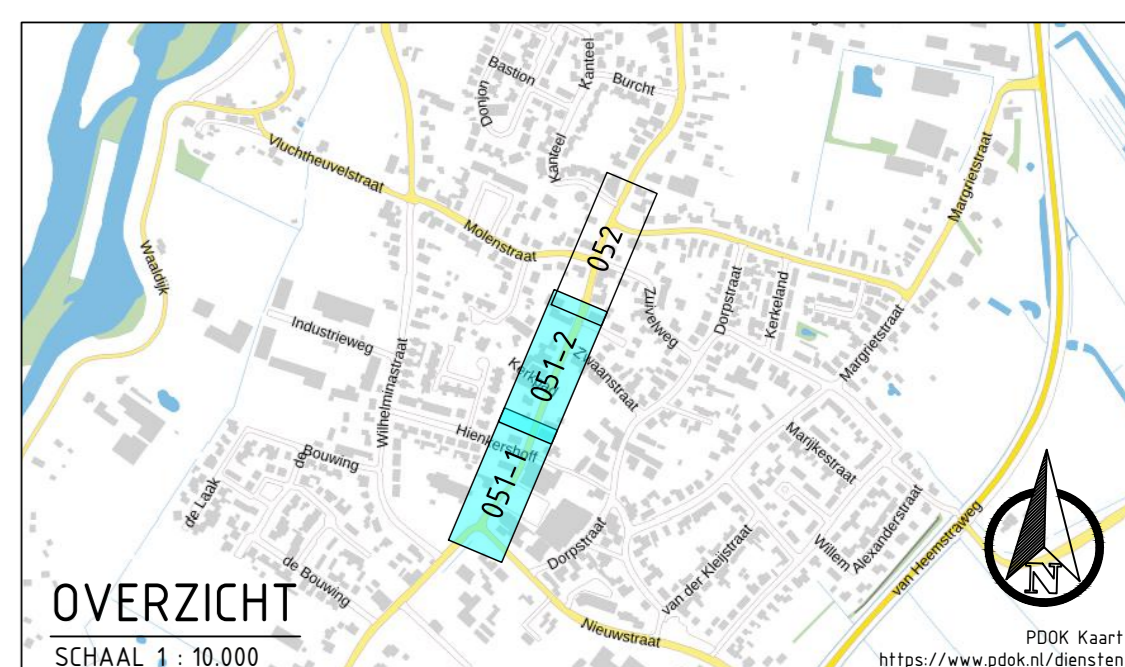 Bastion
Kanteel
Burcht
Donjon
Kanteel
Vluchtheuvelstraat
Margrietstraat
Molenstraat
052
Waaldijk
Zuivelweg
Dorpstraat
Kerkeland
Industrieweg
Wilhelminastraat
051-2
Zwaanstraat
Margrietstraat
Hienkershoff
den
Bouwing
051-1
Marijkestraat
de Laak
Dorpstraat
van der Kleijstraat
Willem Alexanderstraat
van Heemstraweg
de Bouwing
Nieuwstraat
N
OVERZICHT
SCHAAL 1 : 10.000
PDOK Kaart
https://www.pdok.nl/diensten